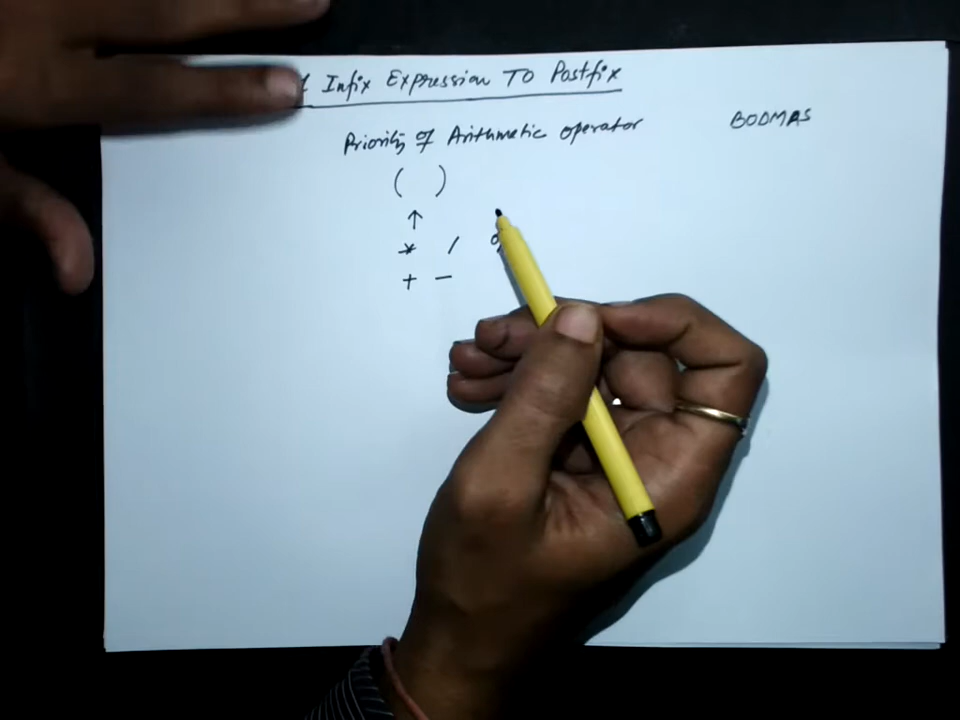 Infix Expression To Postfix
Priority of Arithmetic operator
BODMAS
( )
↑
* /
+ −